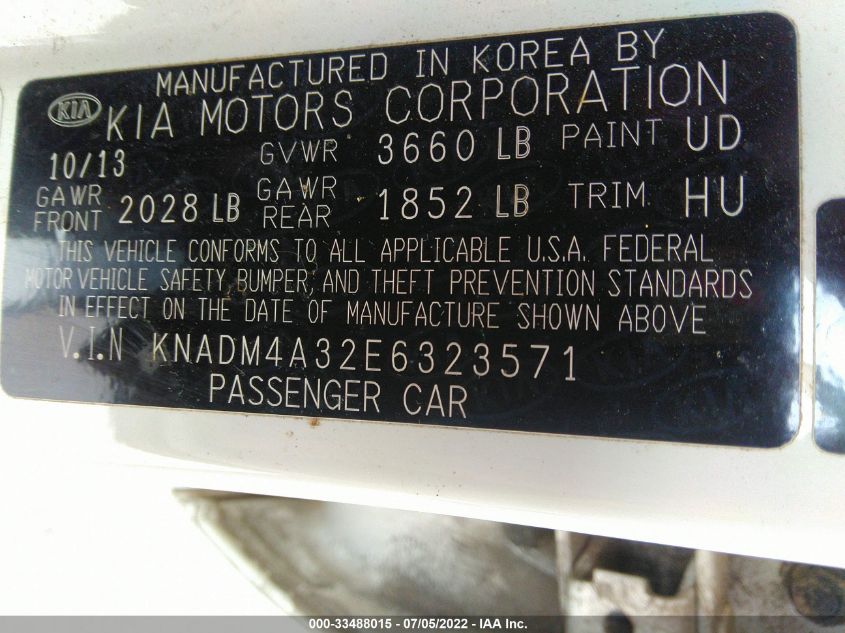 MANUFACTURED IN KOREA BY
KIA KIA MOTORS CORPORATION
10/13 GVWR 3660 LB PAINT UD
GAWR FRONT 2028 LB GAWR REAR 1852 LB TRIM HU
THIS VEHICLE CONFORMS TO ALL APPLICABLE U.S.A. FEDERAL
MOTOR VEHICLE SAFETY, BUMPER, AND THEFT PREVENTION STANDARDS
IN EFFECT ON THE DATE OF MANUFACTURE SHOWN ABOVE
V.I.N KNADM4A32E6323571
PASSENGER CAR
000-33488015 - 07/05/2022 - IAA Inc.